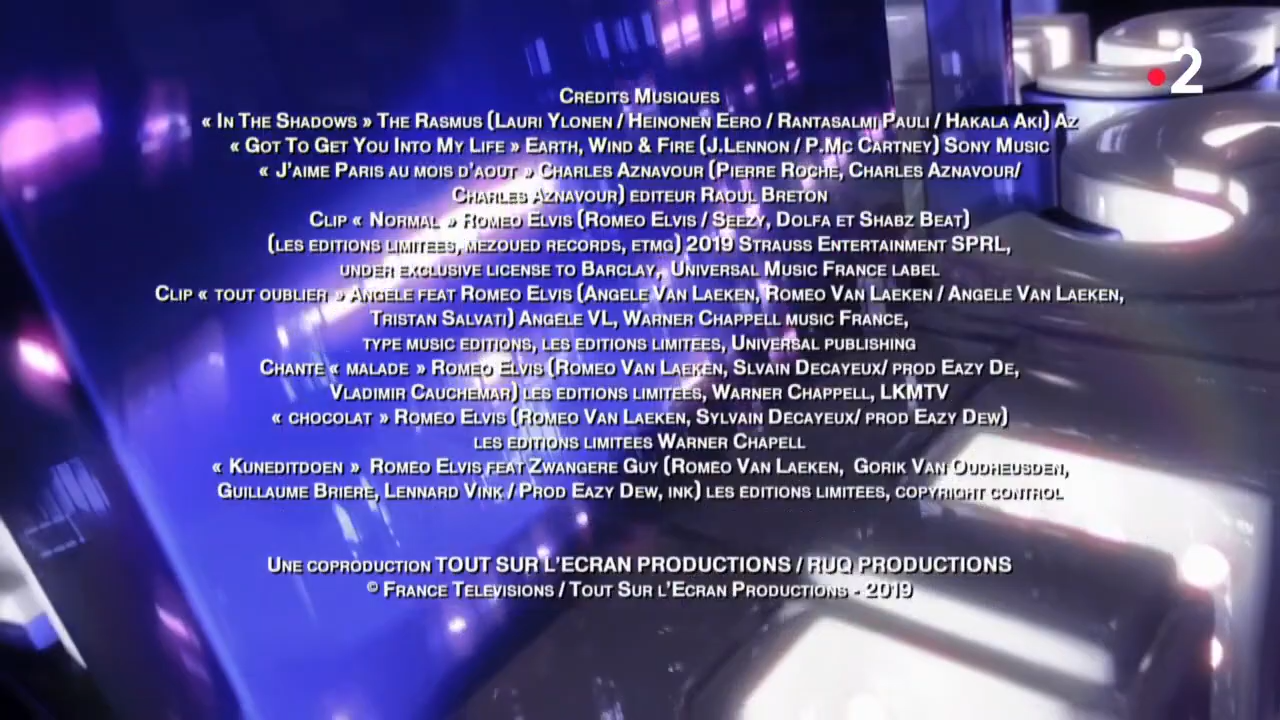 2
CREDITS MUSIQUES
« IN THE SHADOWS » THE RASMUS (LAURI YLONEN / HEINONEN EERO / RANTASALMI PAULI / HAKALA AKI) AZ
« GOT TO GET YOU INTO MY LIFE » EARTH, WIND & FIRE (J.LENNON / P.MC CARTNEY) SONY MUSIC
« J'AIME PARIS AU MOIS D'AOUT » CHARLES AZNAVOUR (PIERRE ROCHE, CHARLES AZNAVOUR/
CHARLES AZNAVOUR) EDITEUR RAOUL BRETON
CLIP « NORMAL » ROMEO ELVIS (ROMEO ELVIS / SEEZY, DOLFA ET SHABZ BEAT)
(LES EDITIONS LIMITEES, MEZOUED RECORDS, ETMG) 2019 STRAUSS ENTERTAINMENT SPRL,
UNDER EXCLUSIVE LICENSE TO BARCLAY, UNIVERSAL MUSIC FRANCE LABEL
CLIP « TOUT OUBLIER » ANGELE FEAT ROMEO ELVIS (ANGELE VAN LAEKEN, ROMEO VAN LAEKEN / ANGELE VAN LAEKEN,
TRISTAN SALVATI) ANGELE VL, WARNER CHAPPELL MUSIC FRANCE,
TYPE MUSIC EDITIONS, LES EDITIONS LIMITEES, UNIVERSAL PUBLISHING
CHANTE « MALADE » ROMEO ELVIS (ROMEO VAN LAEKEN, SLVAIN DECAYEUX/ PROD EAZY DE,
VLADIMIR CAUCHEMAR) LES EDITIONS LIMITEES, WARNER CHAPPELL, LKMTV
« CHOCOLAT » ROMEO ELVIS (ROMEO VAN LAEKEN, SYLVAIN DECAYEUX/ PROD EAZY DEW)
LES EDITIONS LIMITEES WARNER CHAPELL
« KUNEDITDOEN » ROMEO ELVIS FEAT ZWANGERE GUY (ROMEO VAN LAEKEN, GORIK VAN OUDHEUSDEN,
GUILLAUME BRIERE, LENNARD VINK / PROD EAZY DEW, INK) LES EDITIONS LIMITEES, COPYRIGHT CONTROL
UNE COPRODUCTION TOUT SUR L'ECRAN PRODUCTIONS / RUQ PRODUCTIONS
© FRANCE TELEVISIONS / TOUT SUR L'ECRAN PRODUCTIONS - 2019